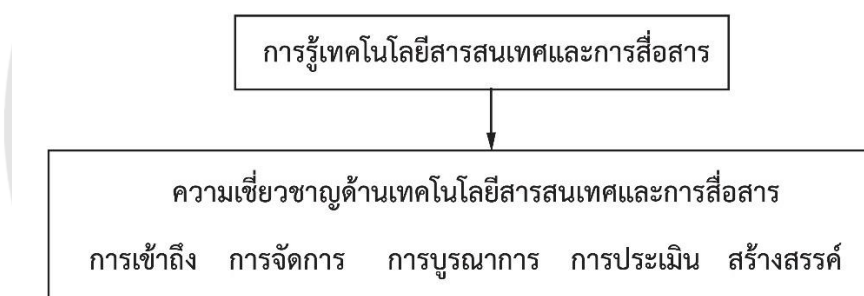 การรู้เทคโนโลยีสารสนเทศและการสื่อสาร
ความเชี่ยวชาญด้านเทคโนโลยีสารสนเทศและการสื่อสาร
การเข้าถึง การจัดการ การบูรณาการ การประเมิน สร้างสรรค์